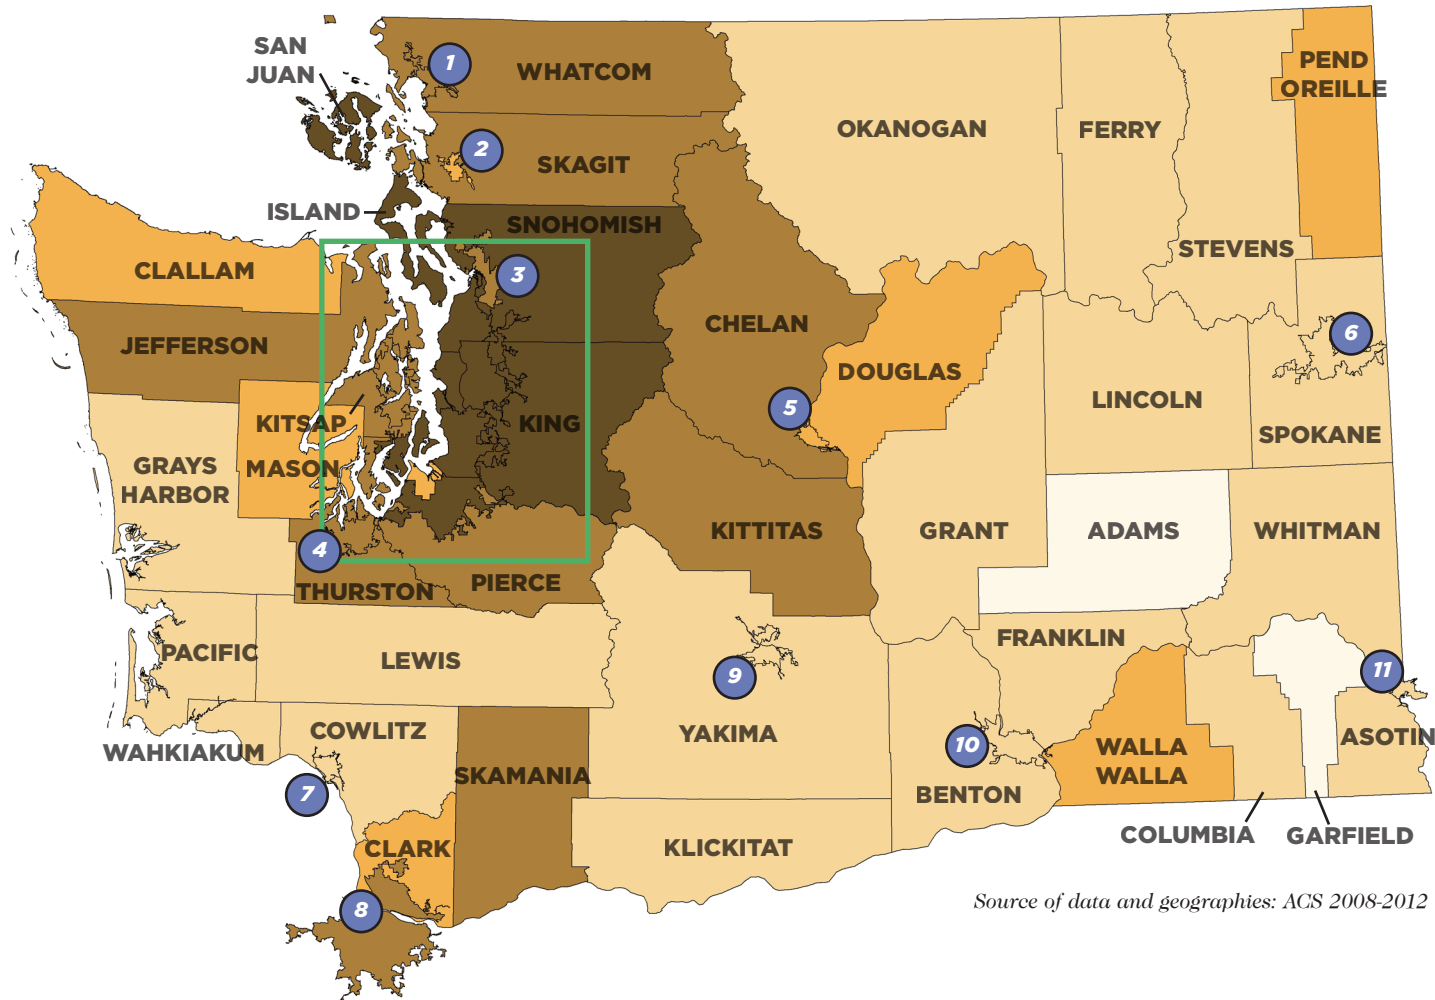 SAN
JUAN
1
WHATCOM
PEND
OREILLE
OKANOGAN
FERRY
2
SKAGIT
ISLAND
SNOHOMISH
STEVENS
CLALLAM
3
CHELAN
6
JEFFERSON
DOUGLAS
LINCOLN
5
KITSAP
KING
SPOKANE
GRAYS
HARBOR
MASON
KITTITAS
GRANT
ADAMS
WHITMAN
4
THURSTON
PIERCE
FRANKLIN
PACIFIC
LEWIS
9
11
COWLITZ
YAKIMA
ASOTIN
WAHKIAKUM
10
WALLA
WALLA
SKAMANIA
7
BENTON
COLUMBIA
GARFIELD
CLARK
KLICKITAT
8
Source of data and geographies: ACS 2008-2012